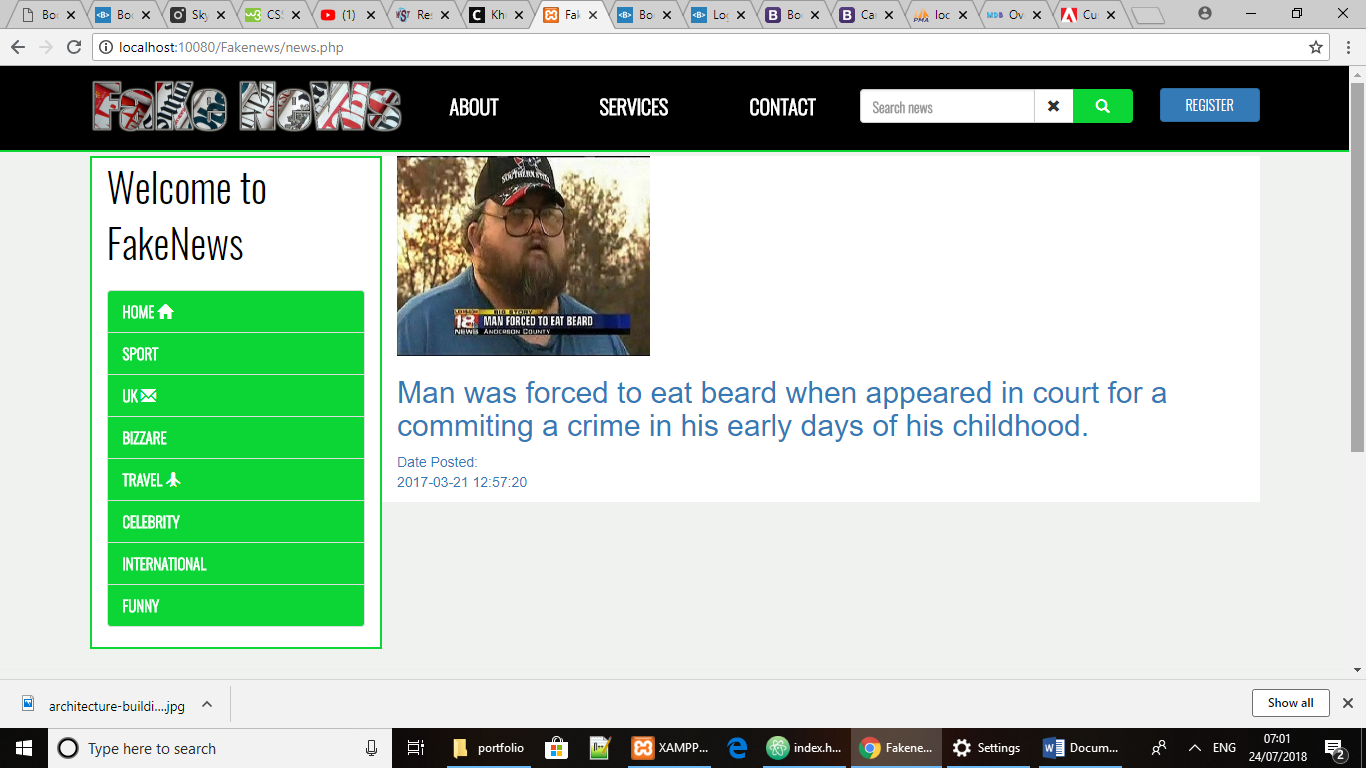 Boo
Boo
Sky
CSS
(1)
Res
Kh
Fak
Boo
Log
Boo
Car
loc
Ov
Cus
localhost:10080/Fakenews/news.php
FaKe NeWs
ABOUT
SERVICES
CONTACT
Search news
REGISTER
Welcome to
FakeNews
HOME
SPORT
UK
BIZZARE
TRAVEL
CELEBRITY
INTERNATIONAL
FUNNY
SOUTHERN STYLE
BIG STORY
18 NEWS
MAN FORCED TO EAT BEARD
ANDERSON COUNTY
Man was forced to eat beard when appeared in court for a
commiting a crime in his early days of his childhood.
Date Posted:
2017-03-21 12:57:20
architecture-buildi....jpg
Show all
Type here to search
portfolio
XAMPP...
index.h...
Fakene...
Settings
Docum...
ENG
07:01
24/07/2018
2